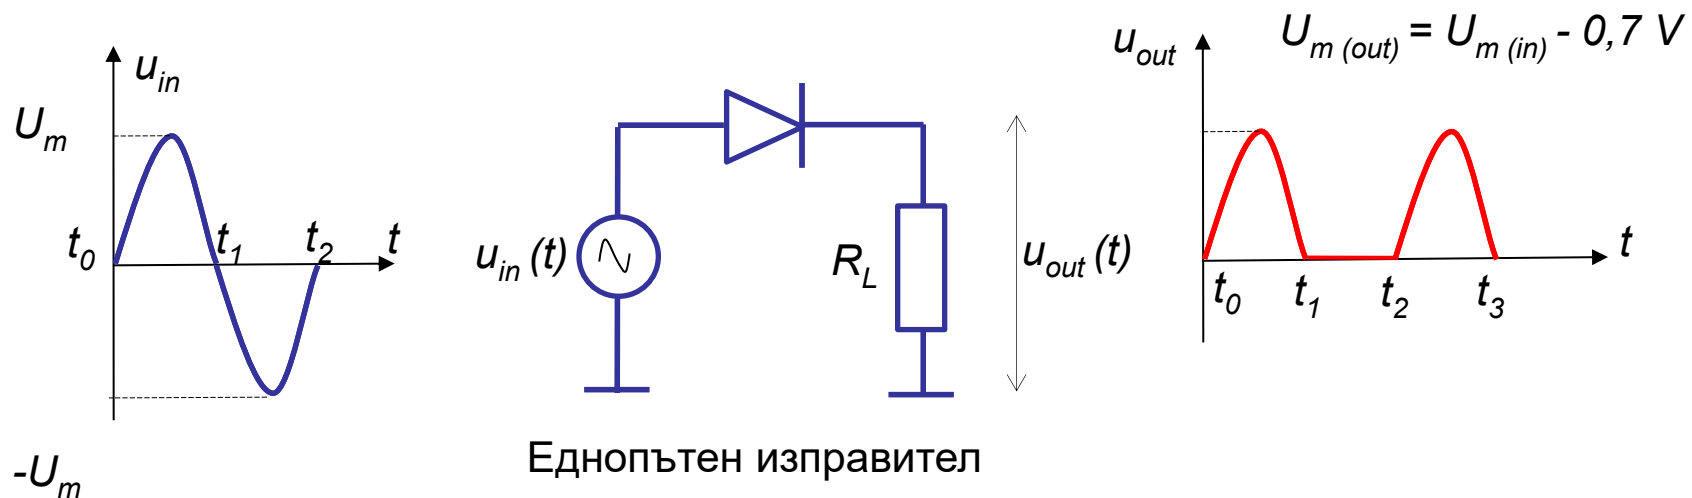 u_in
U_m
t_0
t_1
t_2
t
-U_m
u_in (t)
R_L
u_out (t)
Еднопътен изправител
u_out
U_m (out) = U_m (in) - 0,7 V
t
t_0
t_1
t_2
t_3